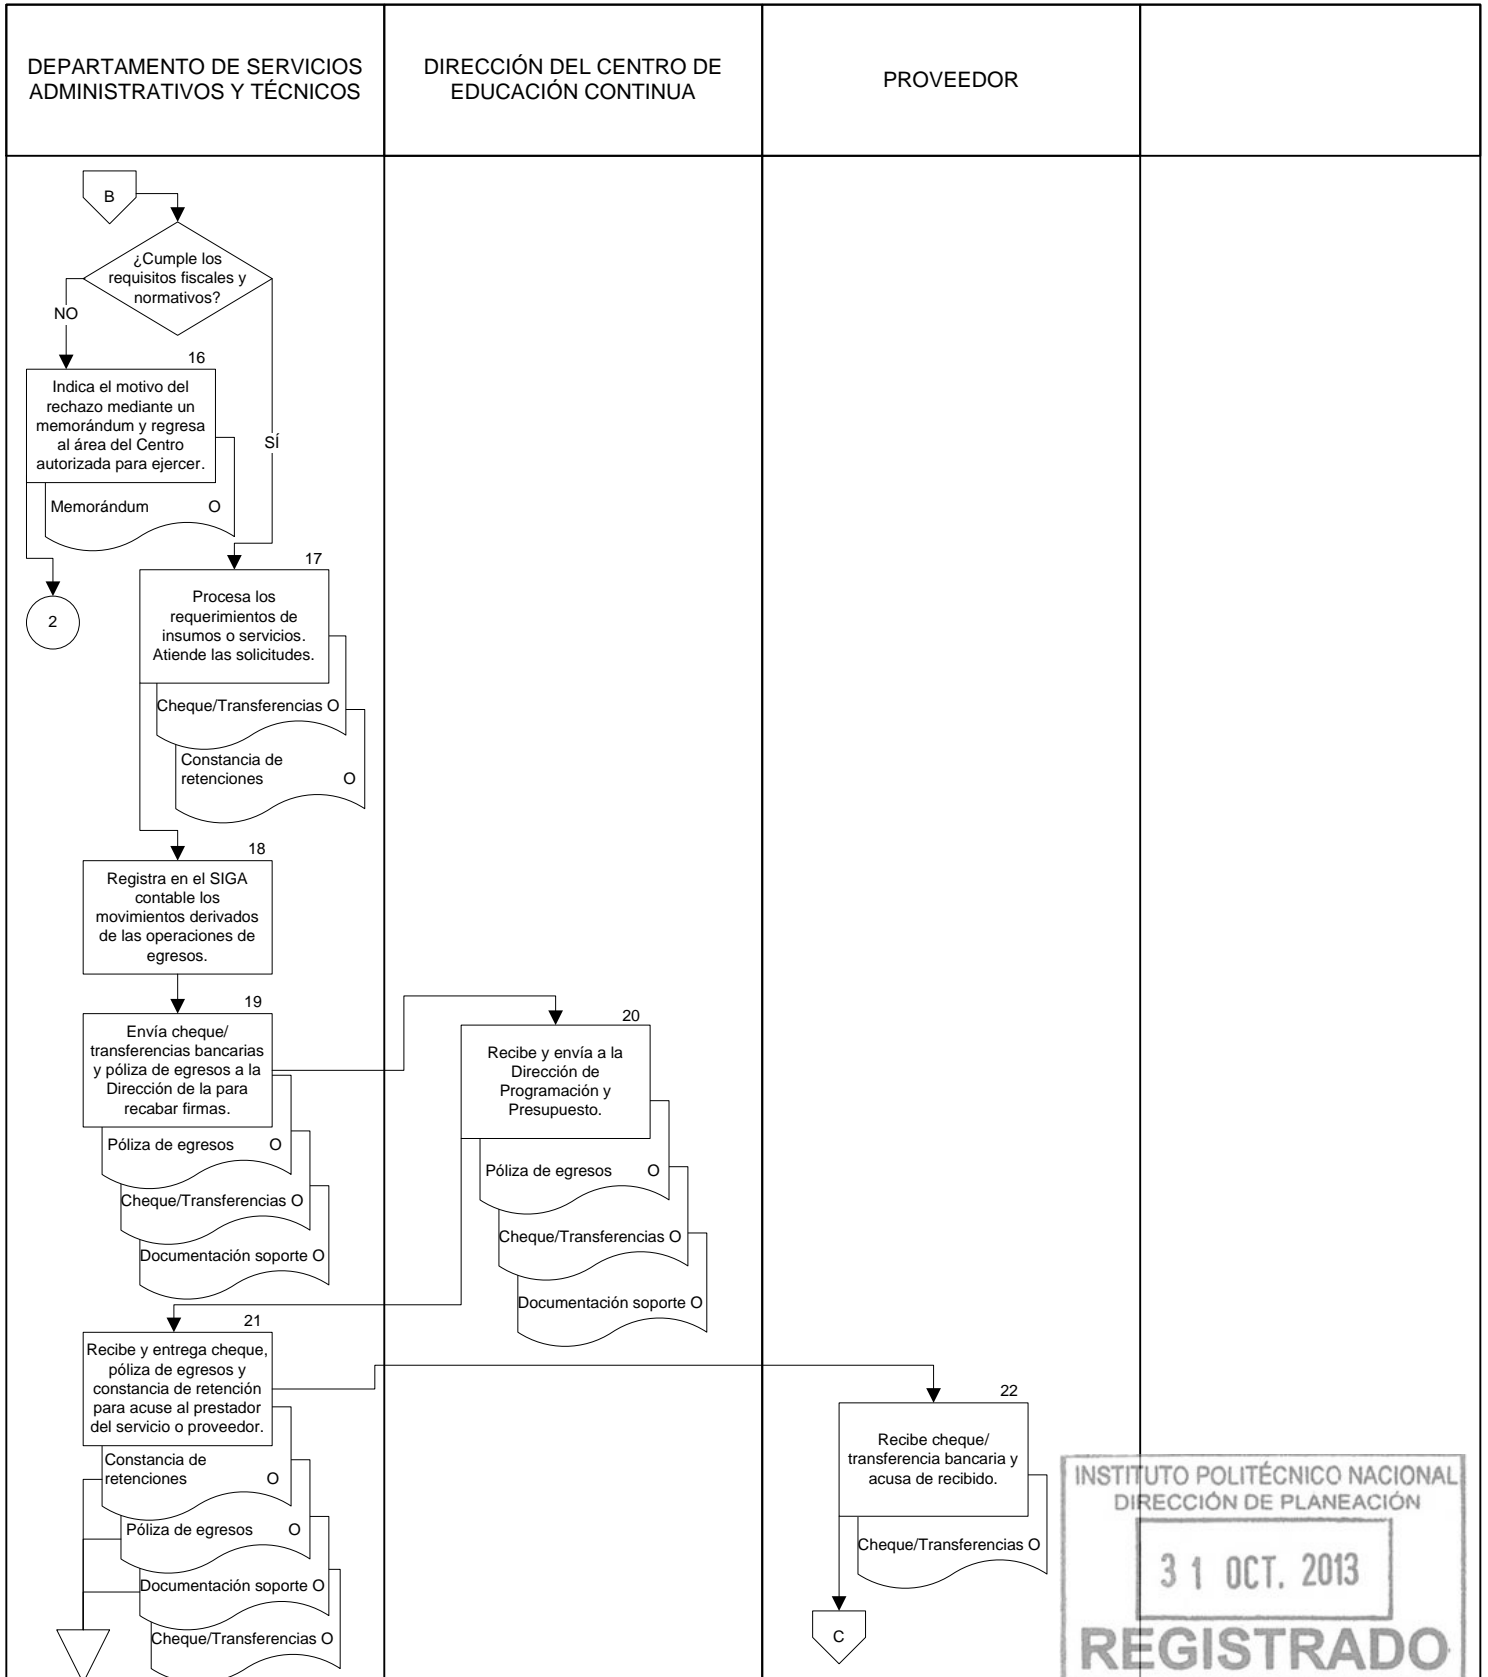 DEPARTAMENTO DE SERVICIOS
ADMINISTRATIVOS Y TÉCNICOS
DIRECCIÓN DEL CENTRO DE
EDUCACIÓN CONTINUA
PROVEEDOR
B
¿Cumple los
requisitos fiscales y
normativos?
NO
SÍ
16
Indica el motivo del
rechazo mediante un
memorándum y regresa
al área del Centro
autorizada para ejercer.
Memorándum O
2
17
Procesa los
requerimientos de
insumos o servicios.
Atiende las solicitudes.
Cheque/Transferencias O
Constancia de
retenciones O
18
Registra en el SIGA
contable los
movimientos derivados
de las operaciones de
egresos.
19
Envía cheque/
transferencias bancarias
y póliza de egresos a la
Dirección de la para
recabar firmas.
Póliza de egresos O
Cheque/Transferencias O
Documentación soporte O
20
Recibe y envía a la
Dirección de
Programación y
Presupuesto.
Póliza de egresos O
Cheque/Transferencias O
Documentación soporte O
21
Recibe y entrega cheque,
póliza de egresos y
constancia de retención
para acuse al prestador
del servicio o proveedor.
Constancia de
retenciones O
Póliza de egresos O
Documentación soporte O
Cheque/Transferencias O
22
Recibe cheque/
transferencia bancaria y
acusa de recibido.
Cheque/Transferencias O
C
INSTITUTO POLITÉCNICO NACIONAL
DIRECCIÓN DE PLANEACIÓN
31 OCT. 2013
REGISTRADO